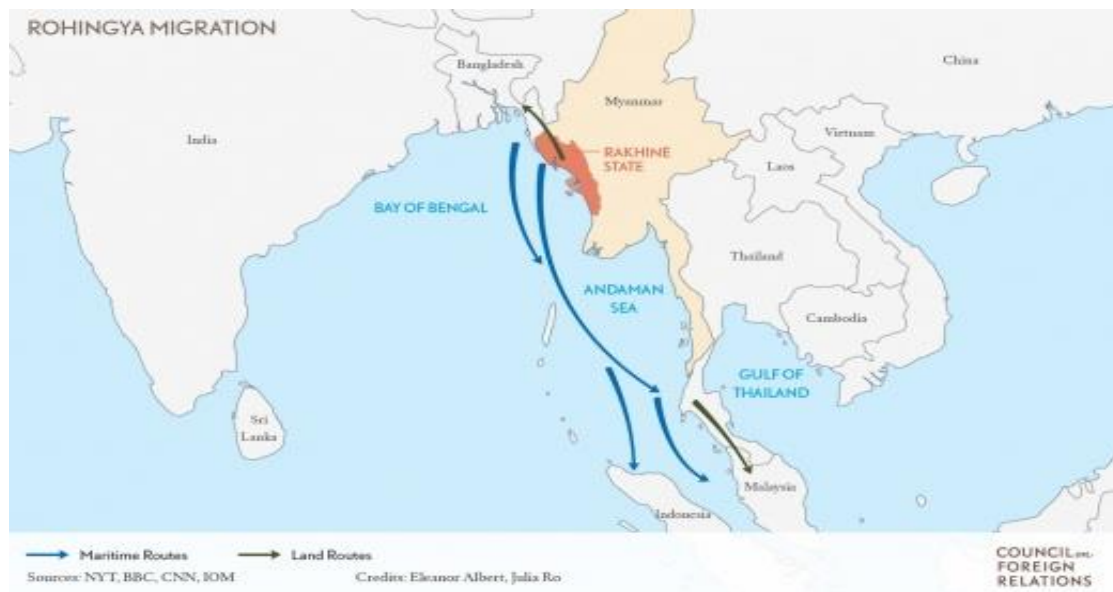 ROHINGYA MIGRATION
China
Bangladesh
Myanmar
India
Vietnam
RAKHINE
STATE
Laos
BAY OF BENGAL
Thailand
ANDAMAN
SEA
Cambodia
GULF OF
THAILAND
Sri
Lanka
Malaysia
Indonesia
Maritime Routes
Land Routes
Sources: NYT, BBC, CNN, IOM
Credits: Eleanor Albert, Julia Ro
COUNCIL on
FOREIGN
RELATIONS